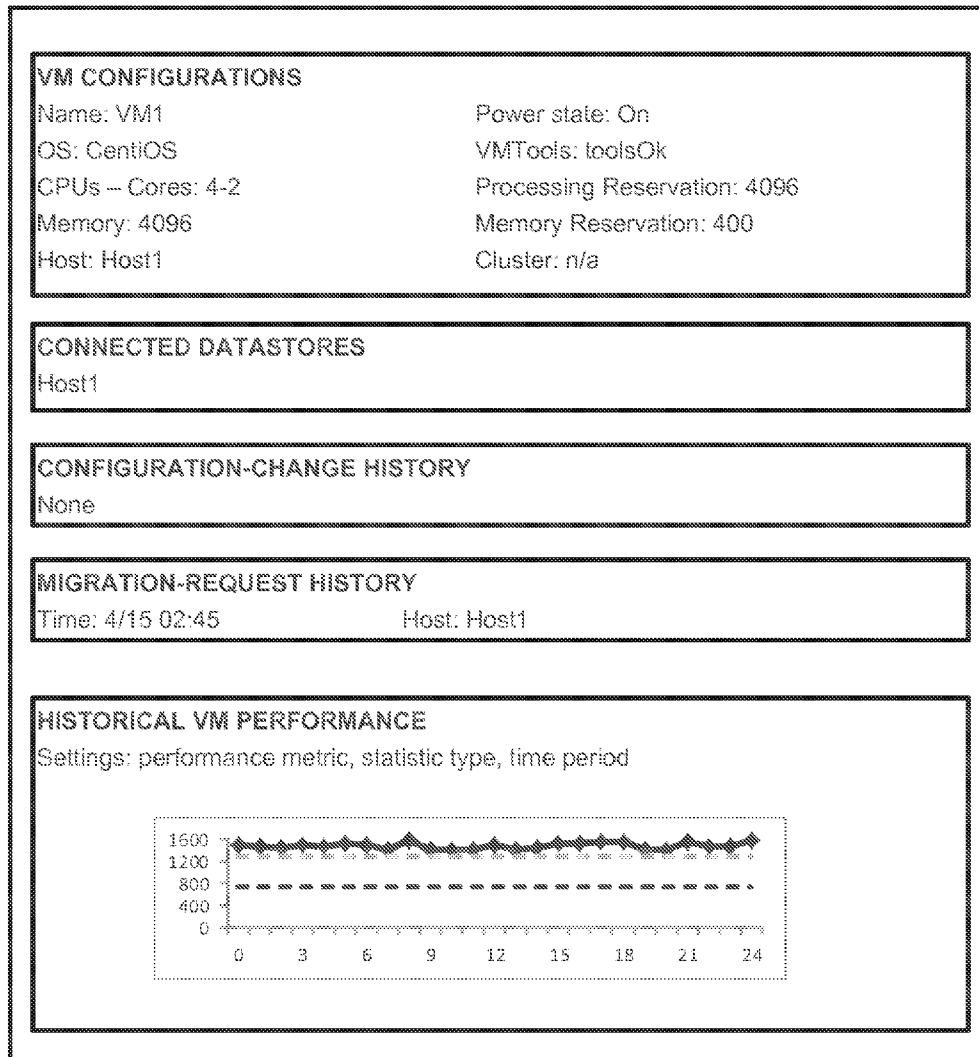 VM CONFIGURATIONS
Name: VM1 Power state: On
OS: CentiOS VMTools: toolsOk
CPUs – Cores: 4-2 Processing Reservation: 4096
Memory: 4096 Memory Reservation: 400
Host: Host1 Cluster: n/a
CONNECTED DATASTORES
Host1
CONFIGURATION-CHANGE HISTORY
None
MIGRATION-REQUEST HISTORY
Time: 4/15 02:45 Host: Host1
HISTORICAL VM PERFORMANCE
Settings: performance metric, statistic type, time period
1600
1200
800
400
0
0 3 6 9 12 15 18 21 24